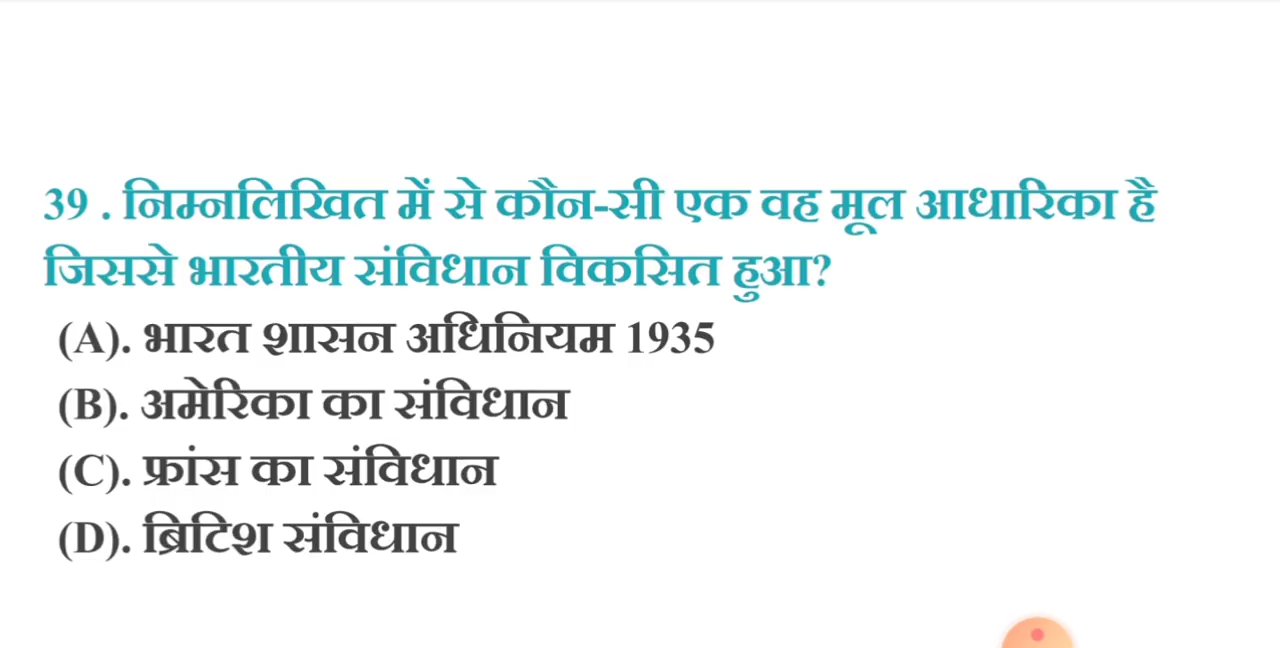 39 . निम्नलिखित में से कौन-सी एक वह मूल आधारिका है
जिससे भारतीय संविधान विकसित हुआ?
(A). भारत शासन अधिनियम 1935
(B). अमेरिका का संविधान
(C). फ्रांस का संविधान
(D). ब्रिटिश संविधान